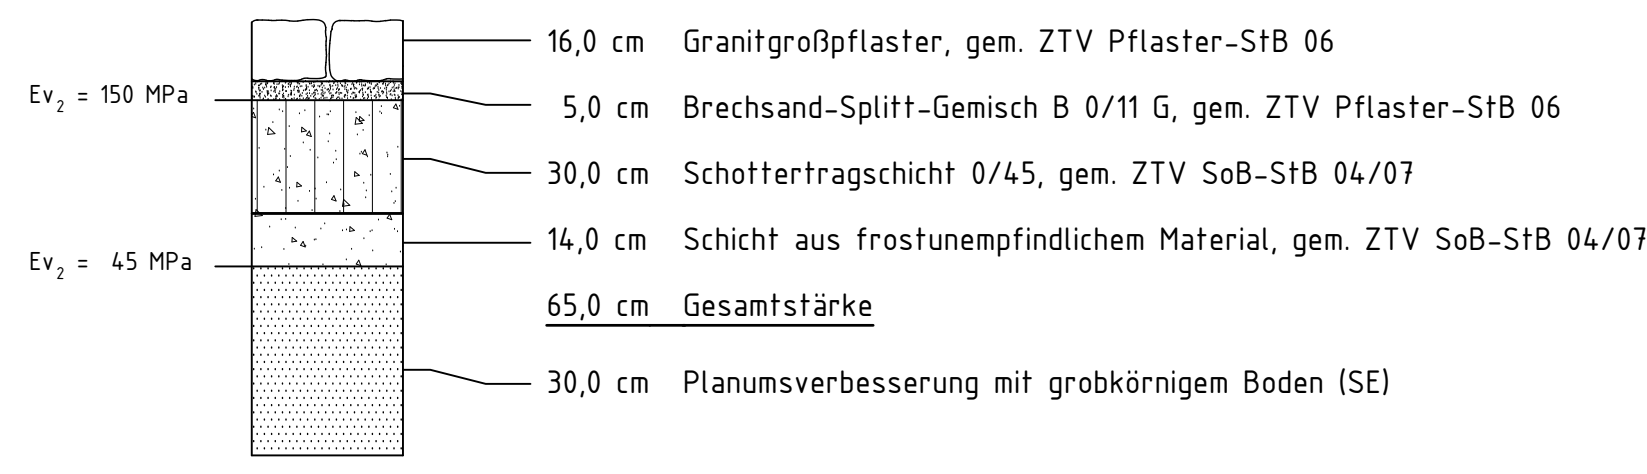 16,0 cm Granitgroßpflaster, gem. ZTV Pflaster-StB 06
Ev₂ = 150 MPa
5,0 cm Brechsand-Splitt-Gemisch B 0/11 G, gem. ZTV Pflaster-StB 06
30,0 cm Schottertragschicht 0/45, gem. ZTV SoB-StB 04/07
14,0 cm Schicht aus frostunempfindlichem Material, gem. ZTV SoB-StB 04/07
Ev₂ = 45 MPa
65,0 cm Gesamtstärke
30,0 cm Planumsverbesserung mit grobkörnigem Boden (SE)